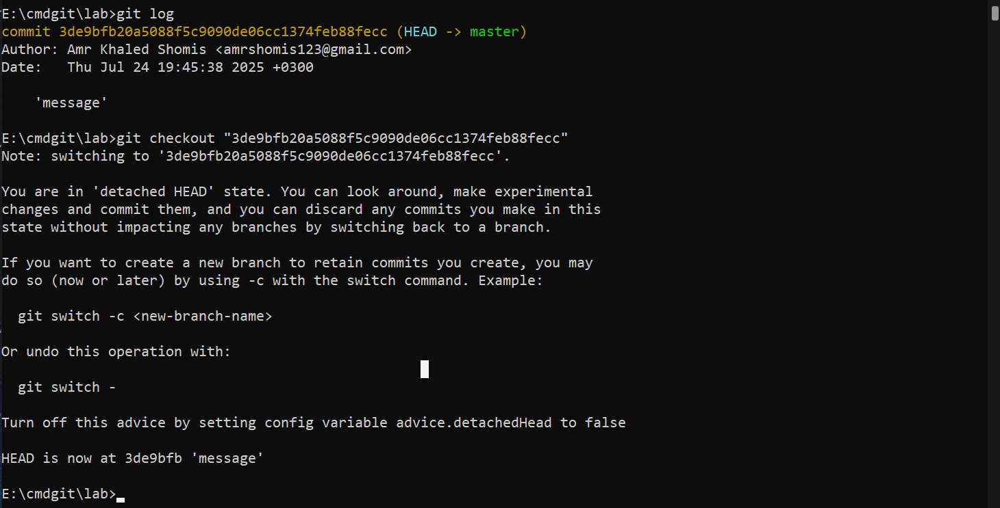 E:\cmdgit\lab>git log
commit 3de9bfb20a5088f5c9090de06cc1374feb88fecc (HEAD -> master)
Author: Amr Khaled Shomis <amrshomis123@gmail.com>
Date:   Thu Jul 24 19:45:38 2025 +0300
    'message'
E:\cmdgit\lab>git checkout "3de9bfb20a5088f5c9090de06cc1374feb88fecc"
Note: switching to '3de9bfb20a5088f5c9090de06cc1374feb88fecc'.
You are in 'detached HEAD' state. You can look around, make experimental
changes and commit them, and you can discard any commits you make in this
state without impacting any branches by switching back to a branch.
If you want to create a new branch to retain commits you create, you may
do so (now or later) by using -c with the switch command. Example:
  git switch -c <new-branch-name>
Or undo this operation with:
  git switch -
Turn off this advice by setting config variable advice.detachedHead to false
HEAD is now at 3de9bfb 'message'
E:\cmdgit\lab>